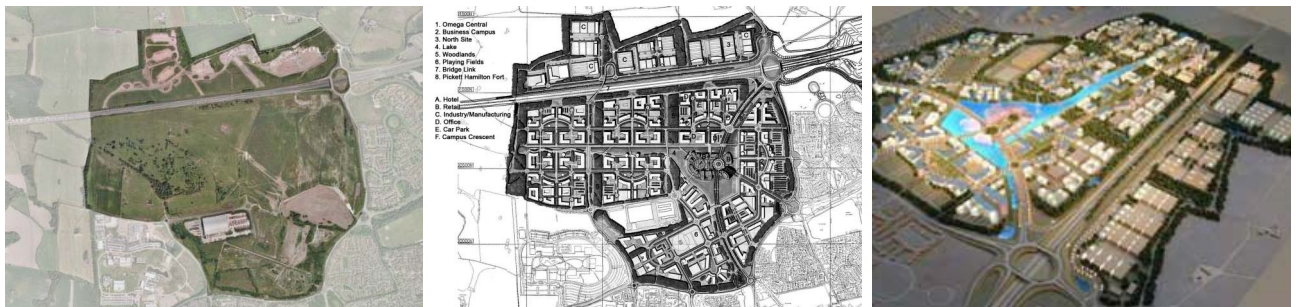 1. Omega Central
2. Business Campus
3. North Site
4. Lake
5. Woodlands
6. Playing Fields
7. Bridge Link
8. Pickett Hamilton Fort
A. Hotel
B. Retail
C. Industry/Manufacturing
D. Office
E. Car Park
F. Campus Crescent
C
C
C
C
3
C